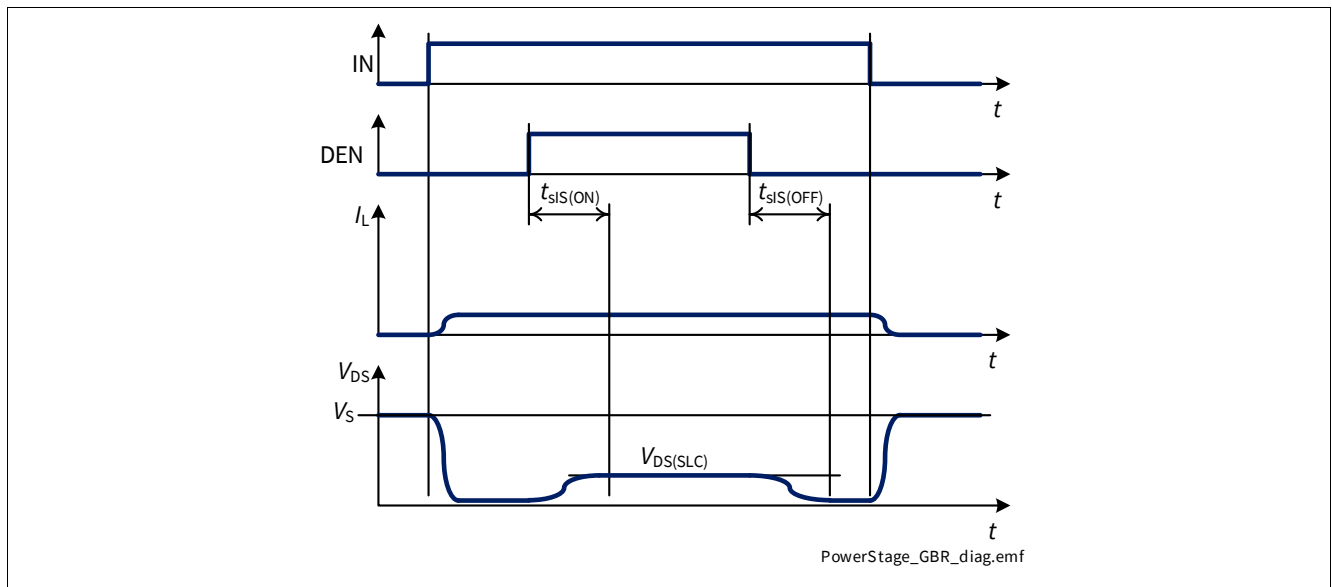 IN
t
DEN
t
tsIS(ON)
tsIS(OFF)
IL
t
VDS
VS
VDS(SLC)
t
PowerStage_GBR_diag.emf